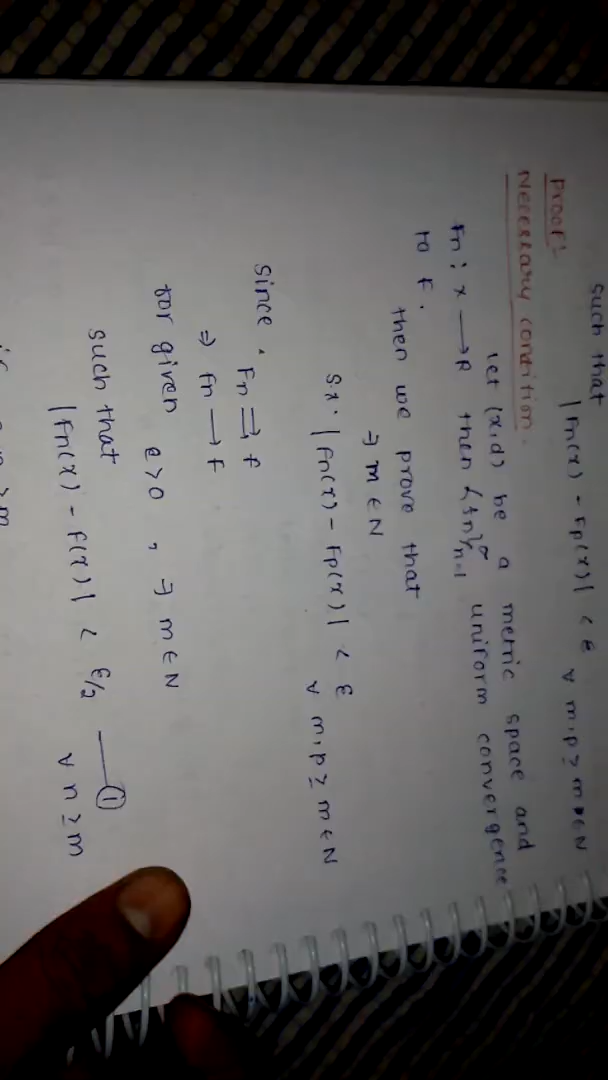 such that
|Fn(x) - Fp(x)| < ε ∀ m,p ≥ m ∈ N
Proof:
Necessary condition.
Let (x,d) be a metric space and
Fn : x → R then {fn}∞n=1 uniform convergence
to F.
then we prove that
∃ m ∈ N
s.t. |Fn(x) - Fp(x)| < ε
∀ m,p ≥ m ∈ N
Since, Fn ⇉ f
⇒ Fn → f
for given e > 0, ∃ m ∈ N
such that
|Fn(x) - F(x)| < ε/2 — ①
∀ n ≥ m